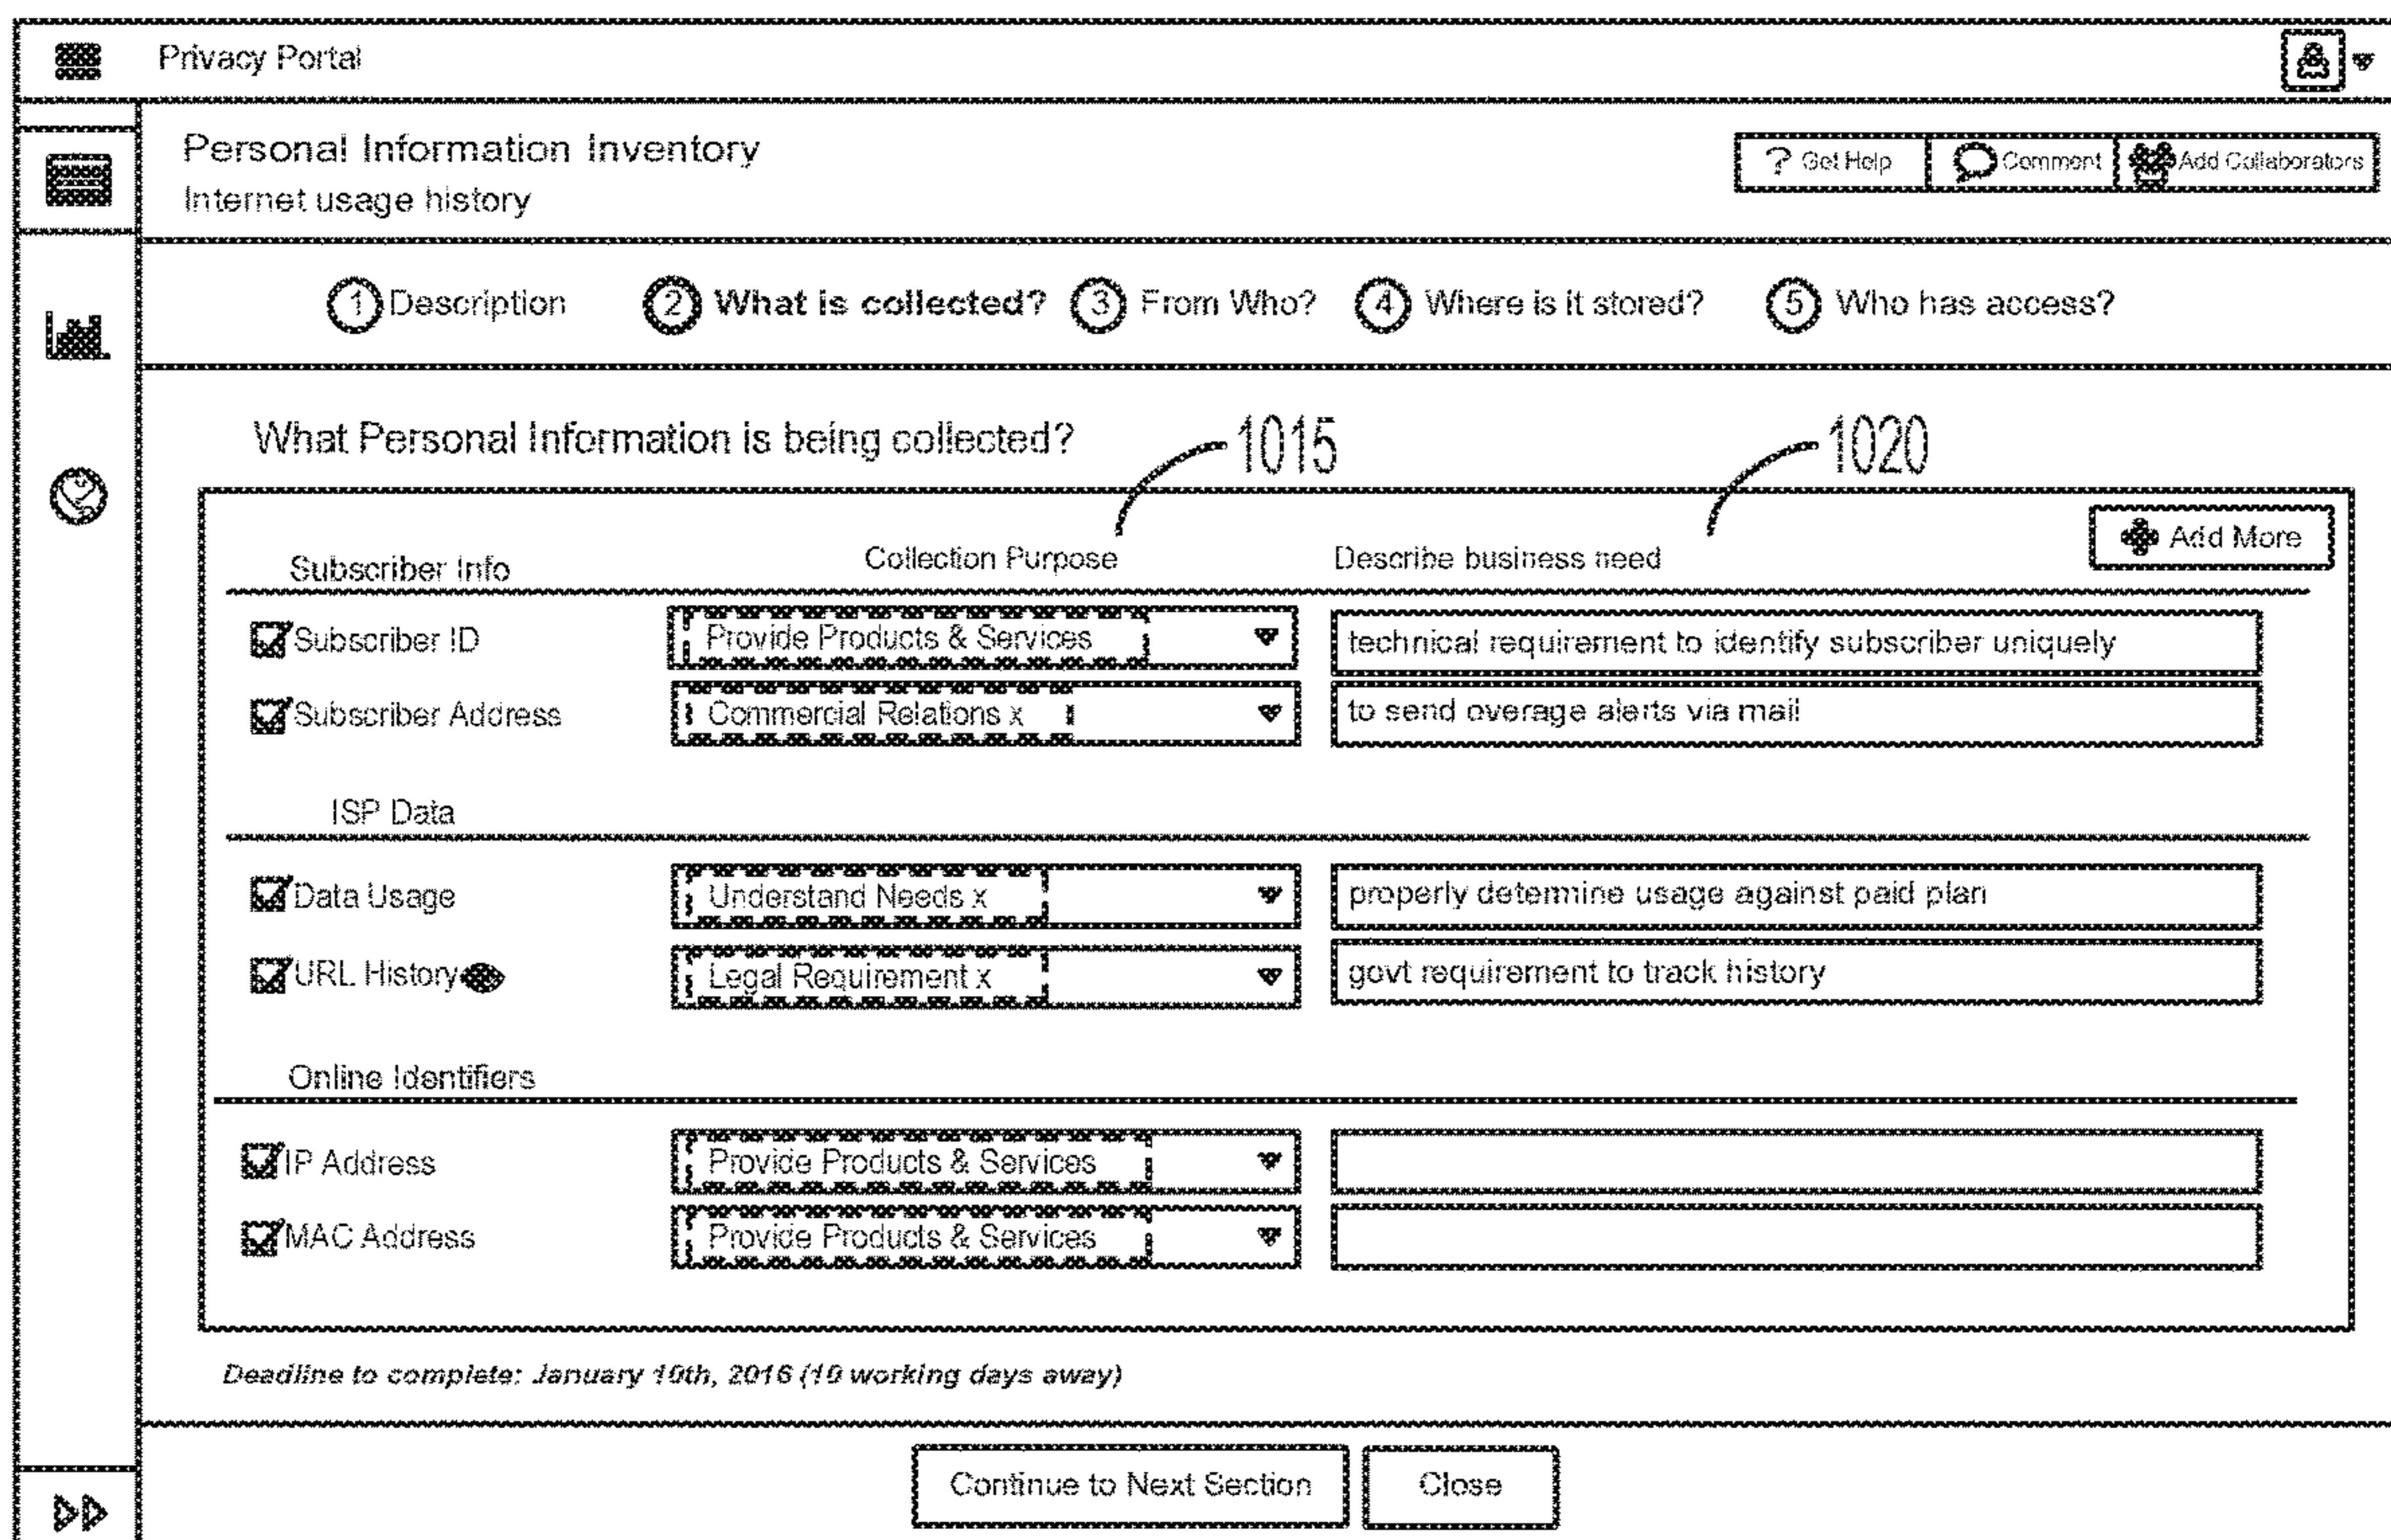 Privacy Portal
Personal Information Inventory
Internet usage history
? Get Help Comment Add Collaborators
1 Description 2 What is collected? 3 From Who? 4 Where is it stored? 5 Who has access?
What Personal Information is being collected? 1015 1020
Add More
Subscriber Info Collection Purpose Describe business need
Subscriber ID Provide Products & Services technical requirement to identify subscriber uniquely
Subscriber Address Commercial Relations x to send overage alerts via mail
ISP Data
Data Usage Understand Needs x properly determine usage against paid plan
URL History Legal Requirement x govt requirement to track history
Online Identifiers
IP Address Provide Products & Services
MAC Address Provide Products & Services
Deadline to complete: January 10th, 2016 (10 working days away)
Continue to Next Section Close